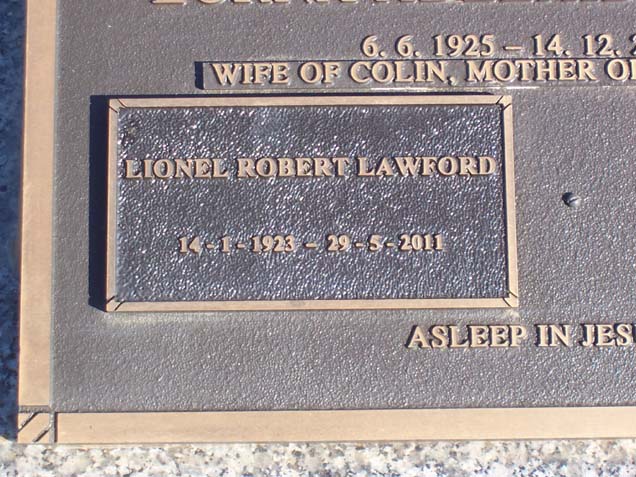 6. 6. 1925 – 14. 12.
WIFE OF COLIN, MOTHER
LIONEL ROBERT LAWFORD
14 - 1 - 1923 – 29 - 5 - 2011
ASLEEP IN